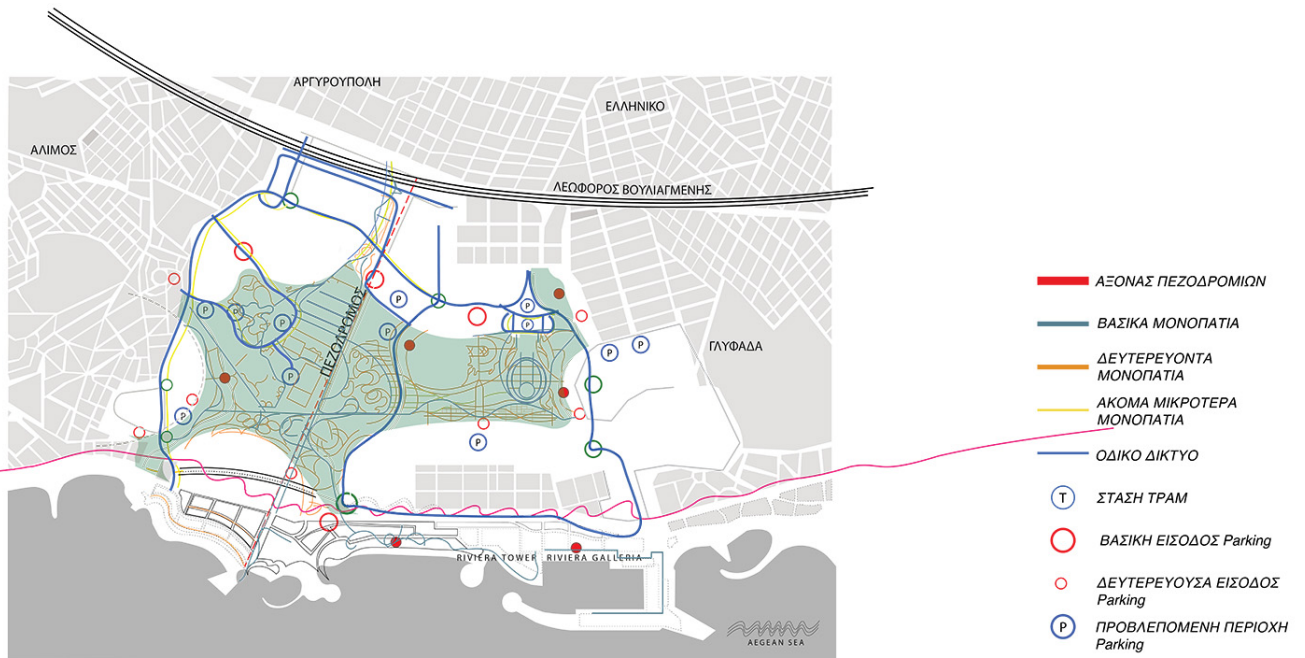 ΑΡΓΥΡΟΥΠΟΛΗ
ΕΛΛΗΝΙΚΟ
ΑΛΙΜΟΣ
ΛΕΩΦΟΡΟΣ ΒΟΥΛΙΑΓΜΕΝΗΣ
ΠΕΖΟΔΡΟΜΟΣ
ΓΛΥΦΑΔΑ
P
P
P
P
P
P
P
P
P
P
P
P
RIVIERA TOWER
RIVIERA GALLERIA
AEGEAN SEA
ΑΞΟΝΑΣ ΠΕΖΟΔΡΟΜΙΩΝ
ΒΑΣΙΚΑ ΜΟΝΟΠΑΤΙΑ
ΔΕΥΤΕΡΕΥΟΝΤΑ
ΜΟΝΟΠΑΤΙΑ
ΑΚΟΜΑ ΜΙΚΡΟΤΕΡΑ
ΜΟΝΟΠΑΤΙΑ
ΟΔΙΚΟ ΔΙΚΤΥΟ
T ΣΤΑΣΗ ΤΡΑΜ
ΒΑΣΙΚΗ ΕΙΣΟΔΟΣ Parking
ΔΕΥΤΕΡΕΥΟΥΣΑ ΕΙΣΟΔΟΣ
Parking
P ΠΡΟΒΛΕΠΟΜΕΝΗ ΠΕΡΙΟΧΗ
Parking